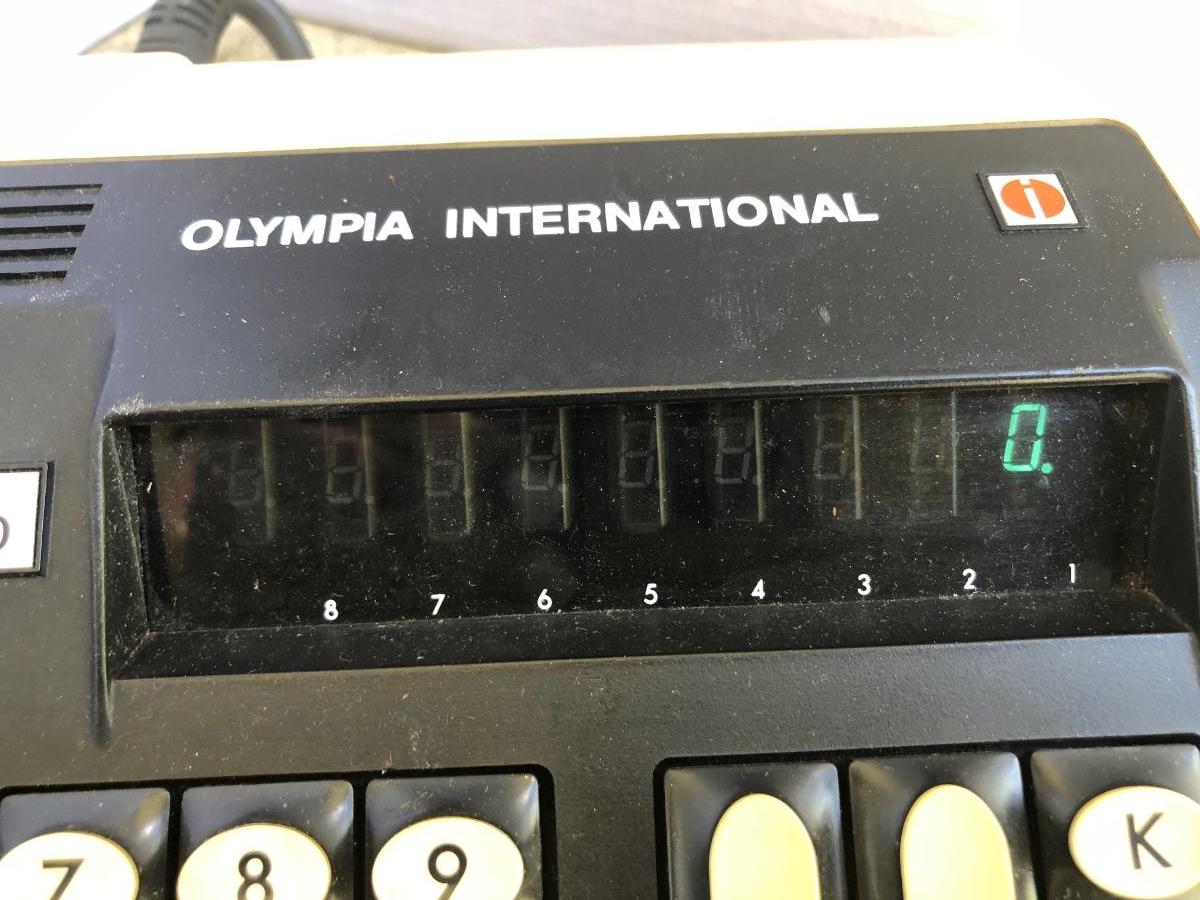 OLYMPIA INTERNATIONAL
i
0.
8 7 6 5 4 3 2 1
7 8 9 K